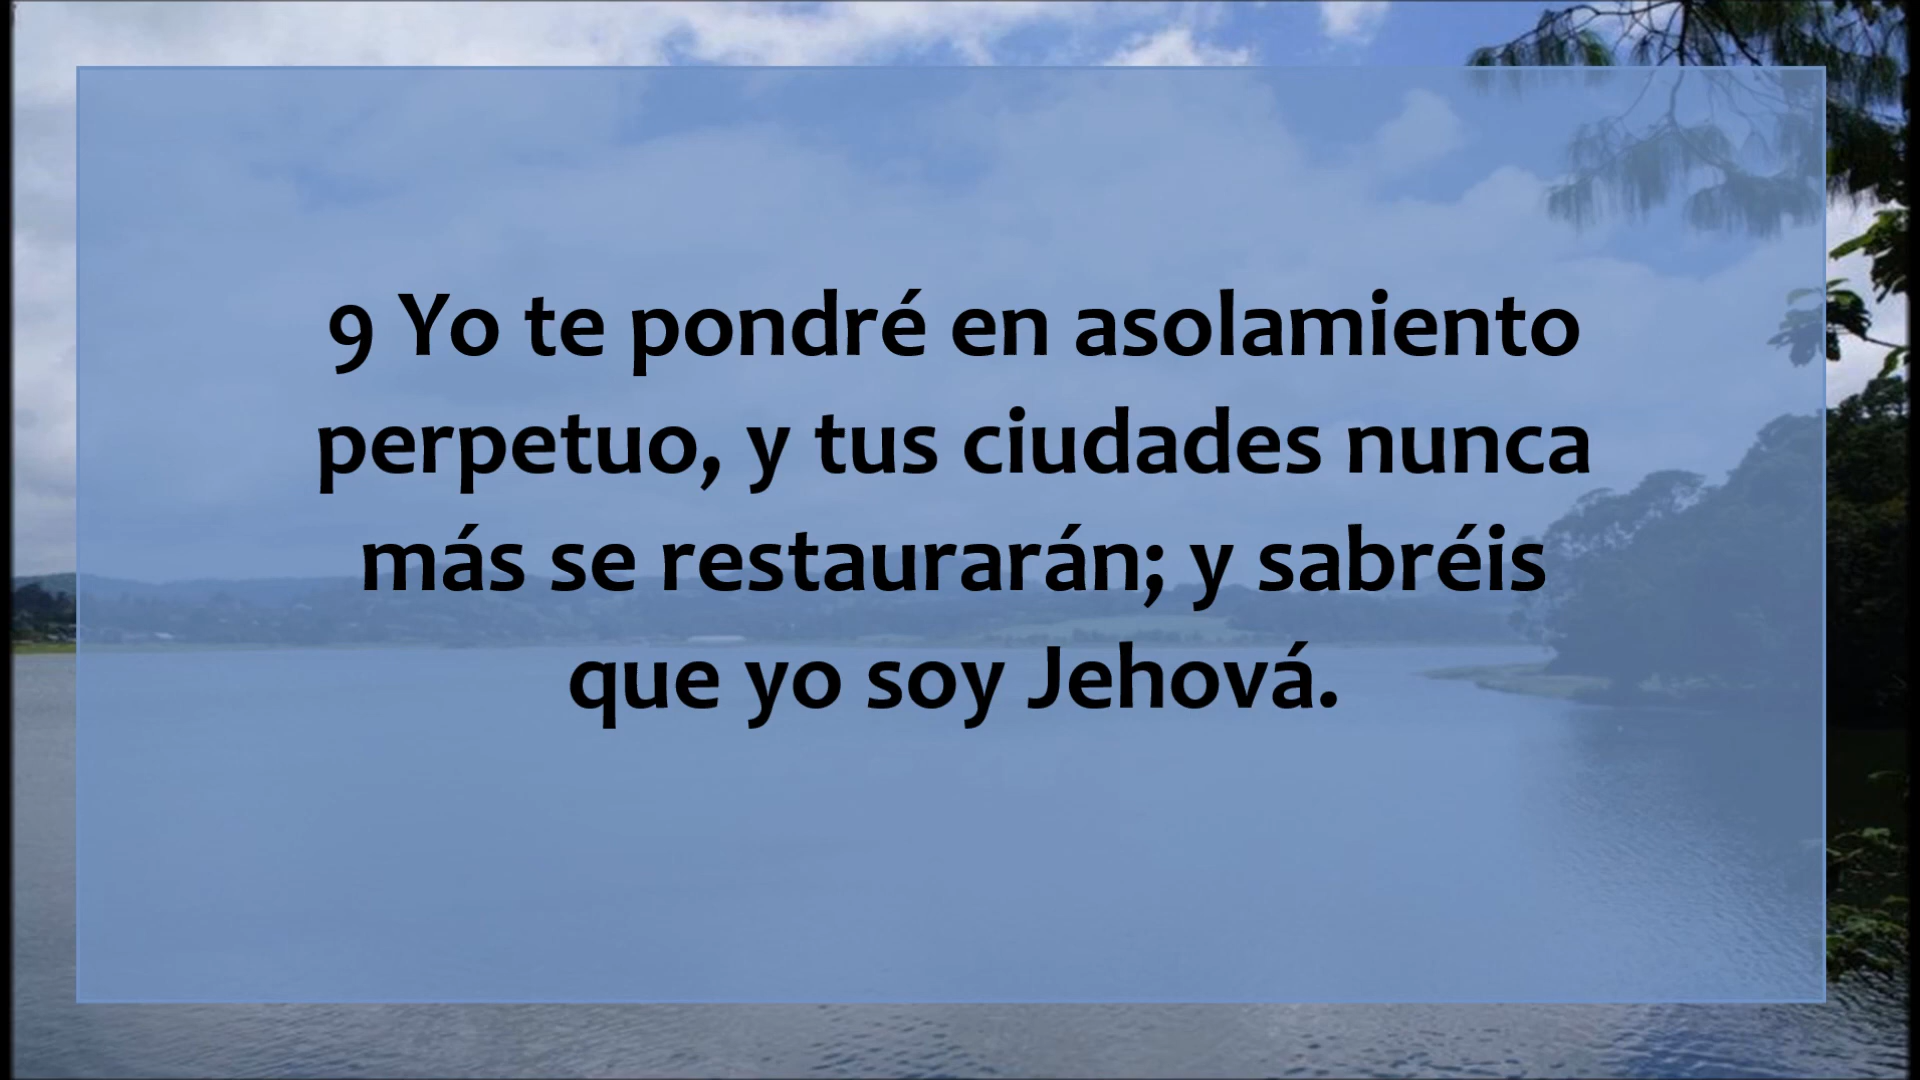 9 Yo te pondré en asolamiento
perpetuo, y tus ciudades nunca
más se restaurarán; y sabréis
que yo soy Jehová.